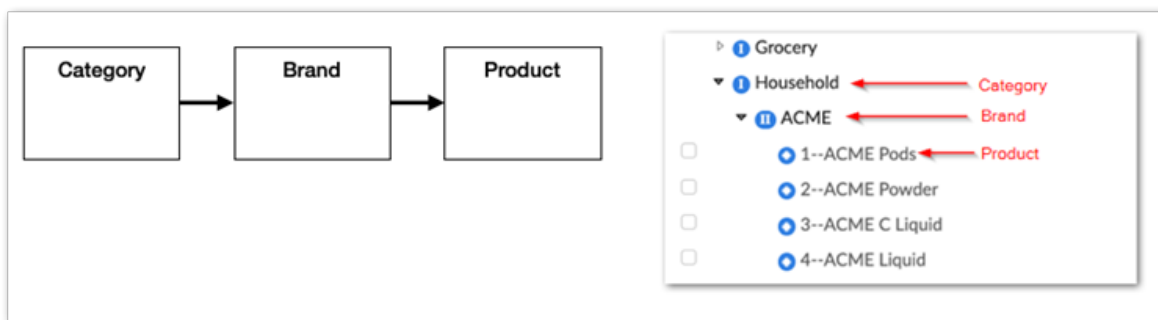 Category
Brand
Product
Grocery
Household
Category
ACME
Brand
1--ACME Pods
Product
2--ACME Powder
3--ACME C Liquid
4--ACME Liquid